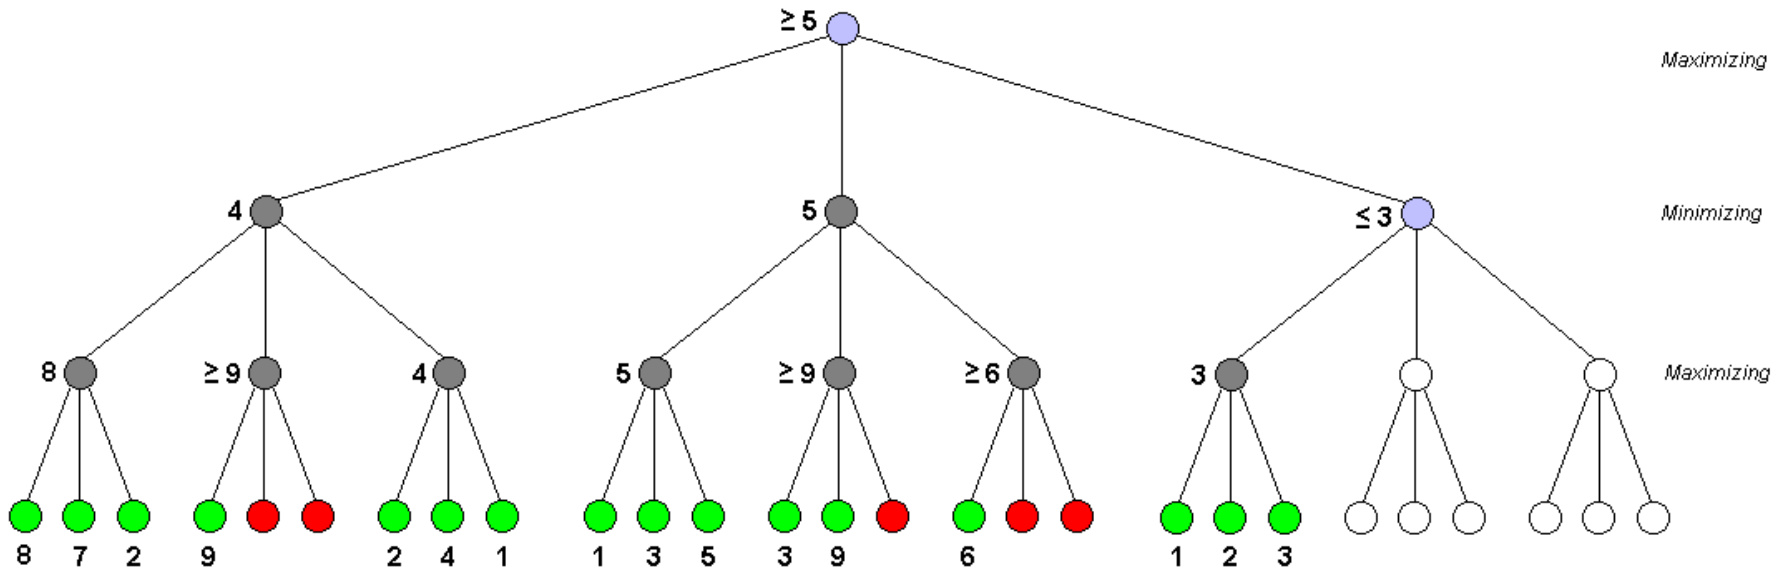 ≥ 5
Maximizing
4 5 ≤ 3 Minimizing
8 ≥ 9 4 5 ≥ 9 ≥ 6 3 Maximizing
8 7 2 9 2 4 1 1 3 5 3 9 6 1 2 3